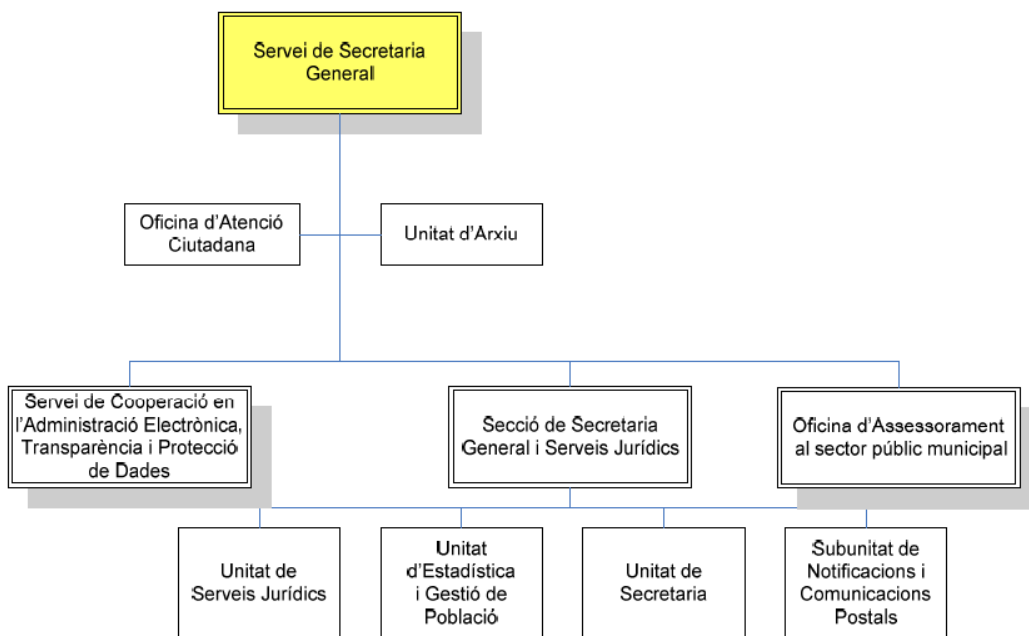 Servei de Secretaria
General
Oficina d'Atenció
Ciutadana
Unitat d'Arxiu
Servei de Cooperació en
l'Administració Electrònica,
Transparència i Protecció
de Dades
Secció de Secretaria
General i Serveis Jurídics
Oficina d'Assessorament
al sector públic municipal
Unitat de
Serveis Jurídics
Unitat
d'Estadística
i Gestió de
Població
Unitat de
Secretaria
Subunitat de
Notificacions i
Comunicacions
Postals